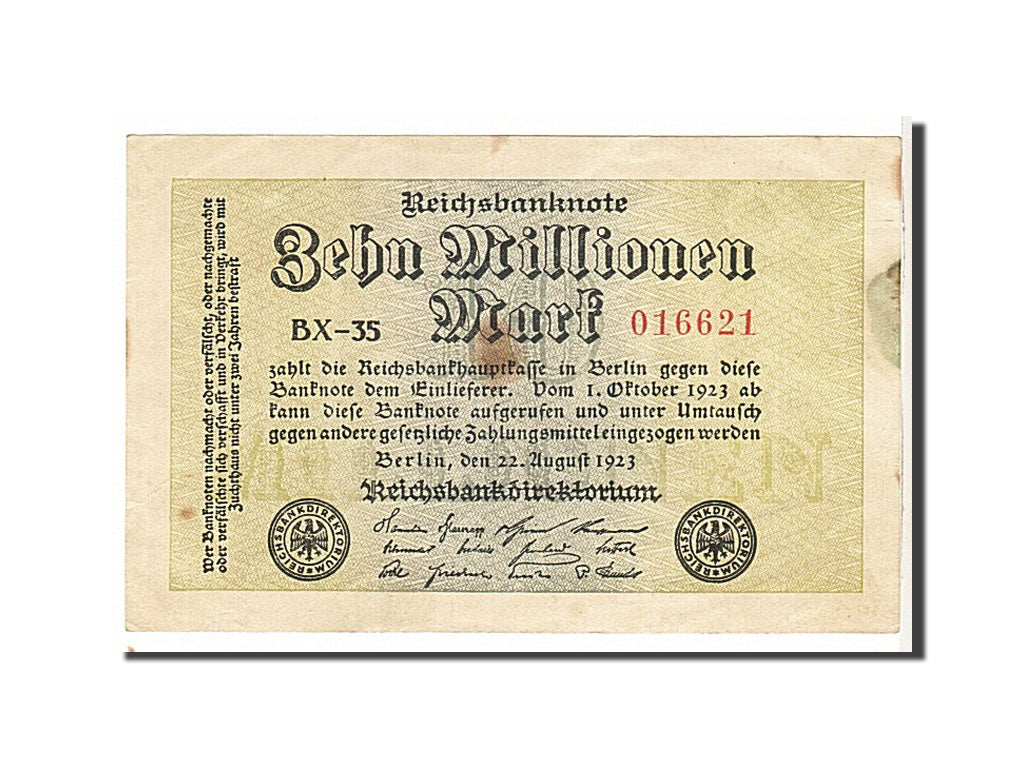 Reichsbanknote
Zehn Millionen
Mark
BX-35
016621
zahlt die Reichsbankhauptkasse in Berlin gegen diese
Banknote dem Einlieferer. Vom 1. Oktober 1923 ab
kann diese Banknote aufgerufen und unter Umtausch
gegen andere gesetzliche Zahlungsmittel eingezogen werden
Berlin, den 22. August 1923
Reichsbankdirektorium
REICHSBANKDIREKTORIUM
REICHSBANKDIREKTORIUM
Wer Banknoten nachmacht oder verfälscht, oder nachgemachte
oder verfälschte sich verschafft und in Verkehr bringt, wird mit
Zuchthaus nicht unter zwei Jahren bestraft